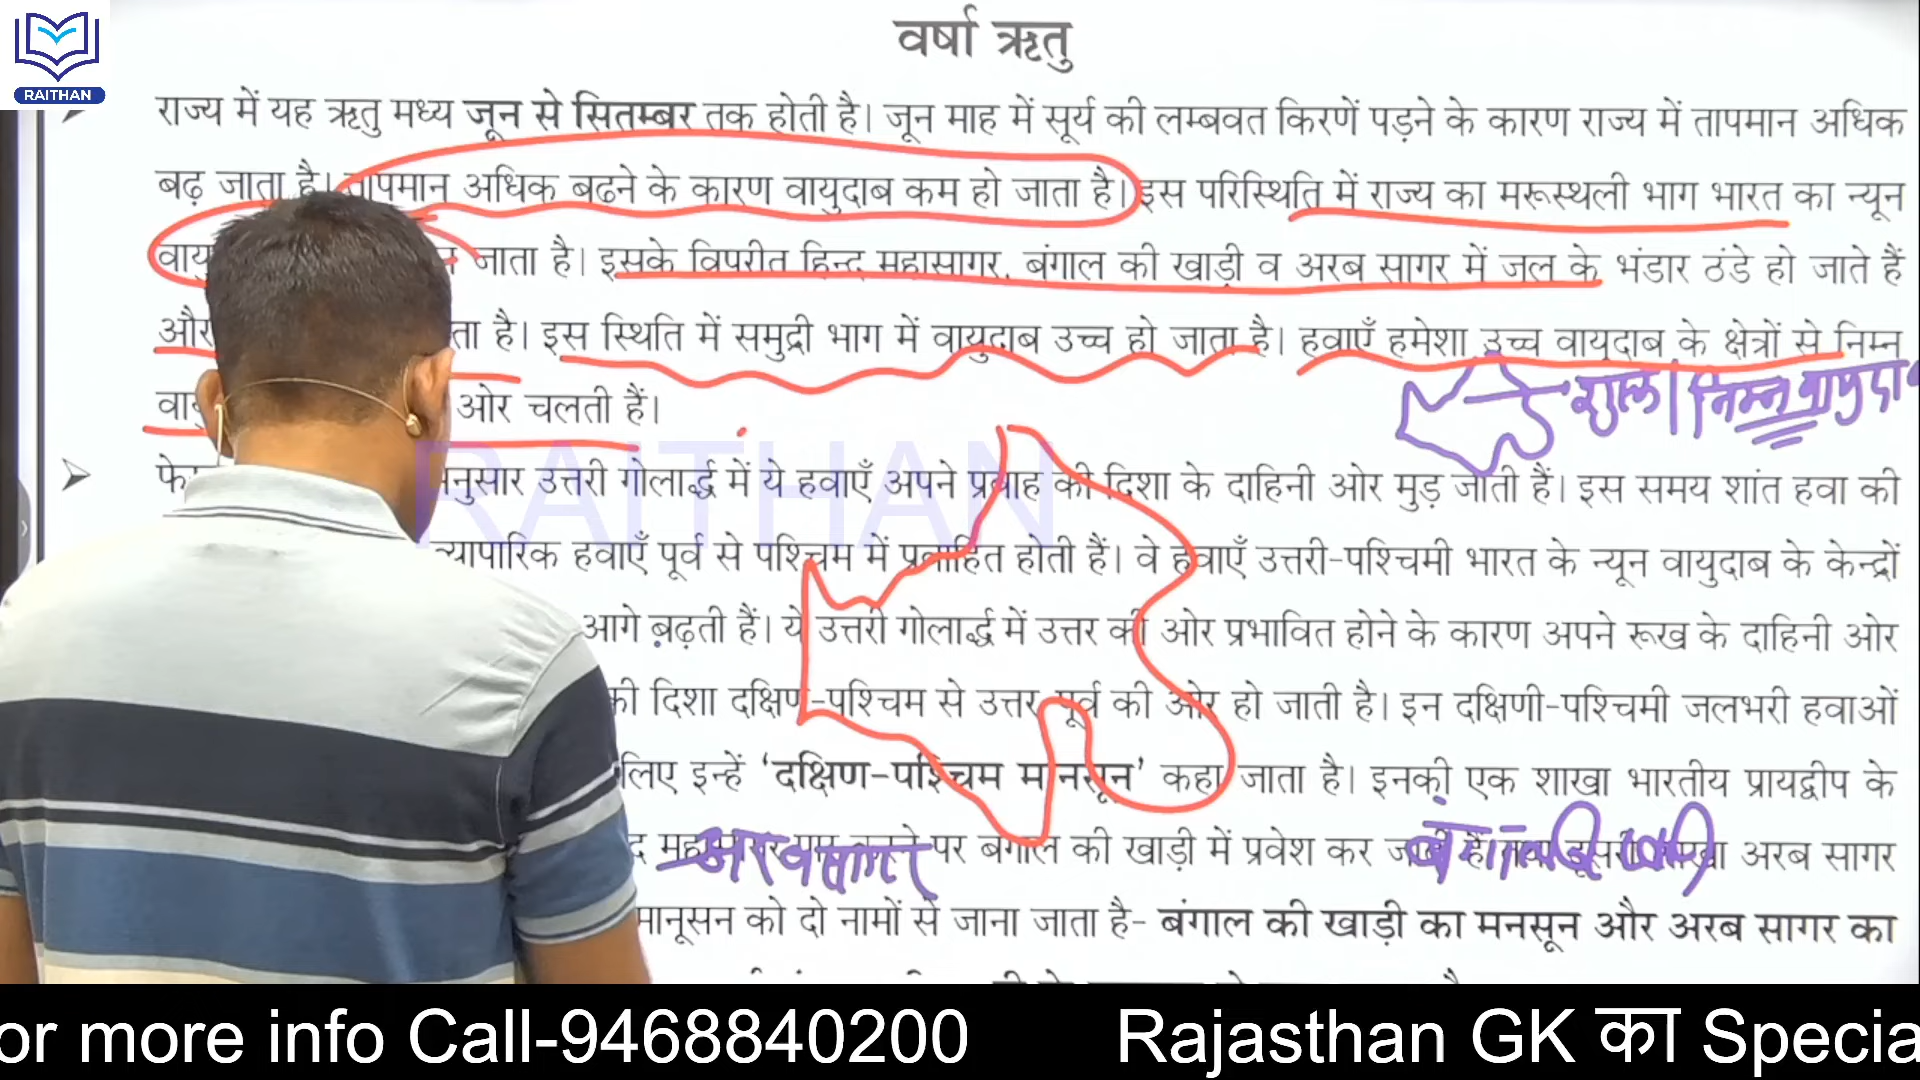 RAITHAN
वर्षा ऋतु
राज्य में यह ऋतु मध्य जून से सितम्बर तक होती है। जून माह में सूर्य की लम्बवत किरणें पड़ने के कारण राज्य में तापमान अधिक
बढ़ जाता है। तापमान अधिक बढने के कारण वायुदाब कम हो जाता है। इस परिस्थिति में राज्य का मरूस्थली भाग भारत का न्यून
जाता है। इसके विपरीत हिन्द महासागर, बंगाल की खाड़ी व अरब सागर में जल के भंडार ठंडे हो जाते हैं
और है। इस स्थिति में समुद्री भाग में वायुदाब उच्च हो जाता है। हवाएँ हमेशा उच्च वायुदाब के क्षेत्रों से निम्न
ओर चलती हैं।
निम्न वायुदा
उत्तरी गोलार्द्ध में ये हवाएँ अपने प्रवाह की दिशा के दाहिनी ओर मुड़ जाती हैं। इस समय शांत हवा की
RAITHAN
व्यापारिक हवाएँ पूर्व से पश्चिम में प्रवाहित होती हैं। वे हवाएँ उत्तरी-पश्चिमी भारत के न्यून वायुदाब के केन्द्रों
आगे बढ़ती हैं। ये उत्तरी गोलार्द्ध में उत्तर की ओर प्रभावित होने के कारण अपने रूख के दाहिनी ओर
की दिशा दक्षिण-पश्चिम से उत्तर पूर्व की ओर हो जाती है। इन दक्षिणी-पश्चिमी जलभरी हवाओं
लिए इन्हें ‘दक्षिण-पश्चिम मानसून’ कहा जाता है। इनकी एक शाखा भारतीय प्रायद्वीप के
पर बंगाल की खाड़ी में प्रवेश कर अरब सागर
अरब सागर
बंगाल की खाड़ी
मानूसन को दो नामों से जाना जाता है- बंगाल की खाड़ी का मनसून और अरब सागर का
or more info Call-9468840200 Rajasthan GK का Specia